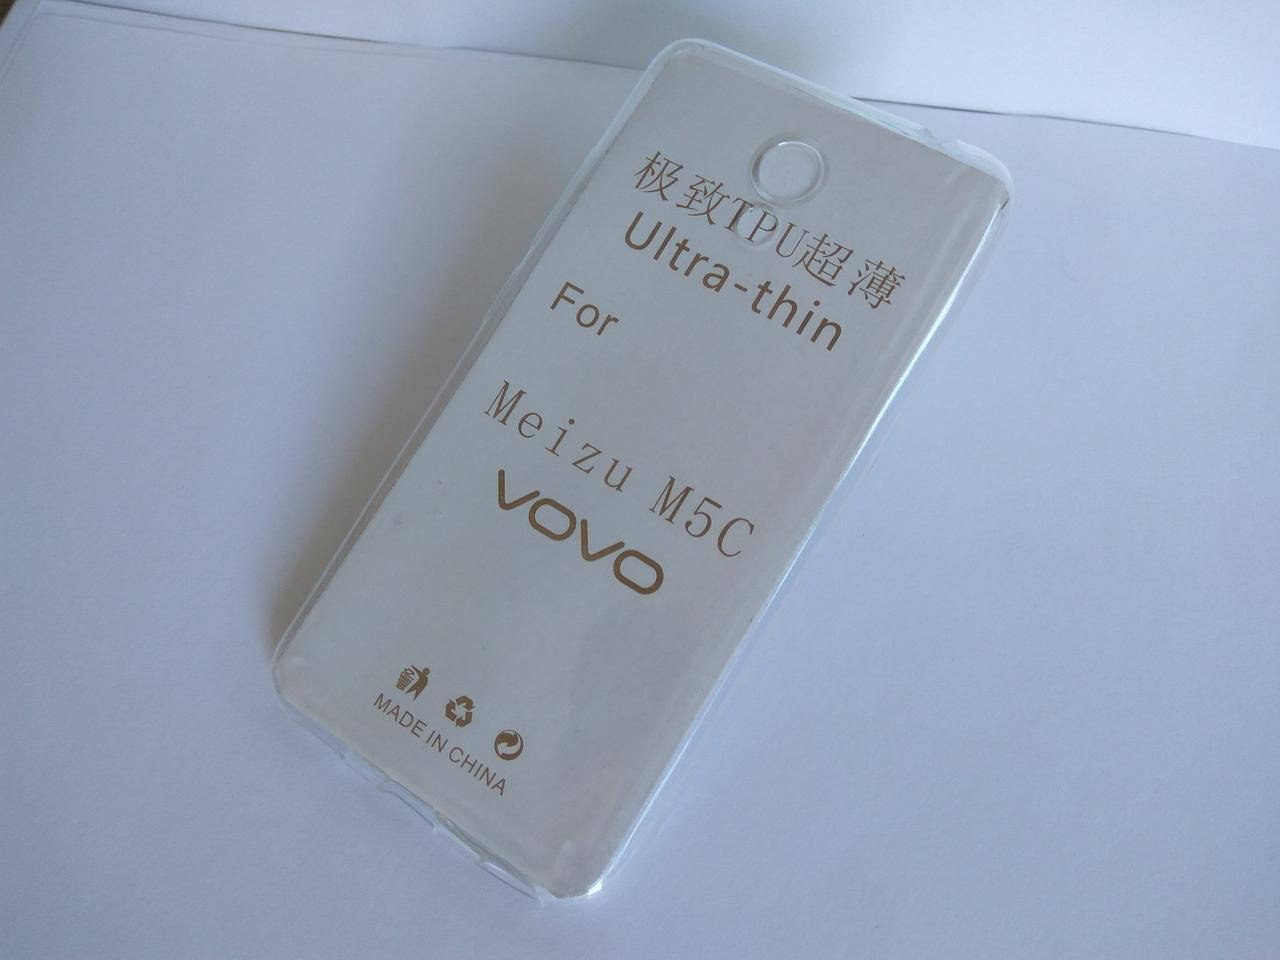 极致TPU超薄
Ultra-thin
For
Meizu M5C
VOVO
MADE IN CHINA